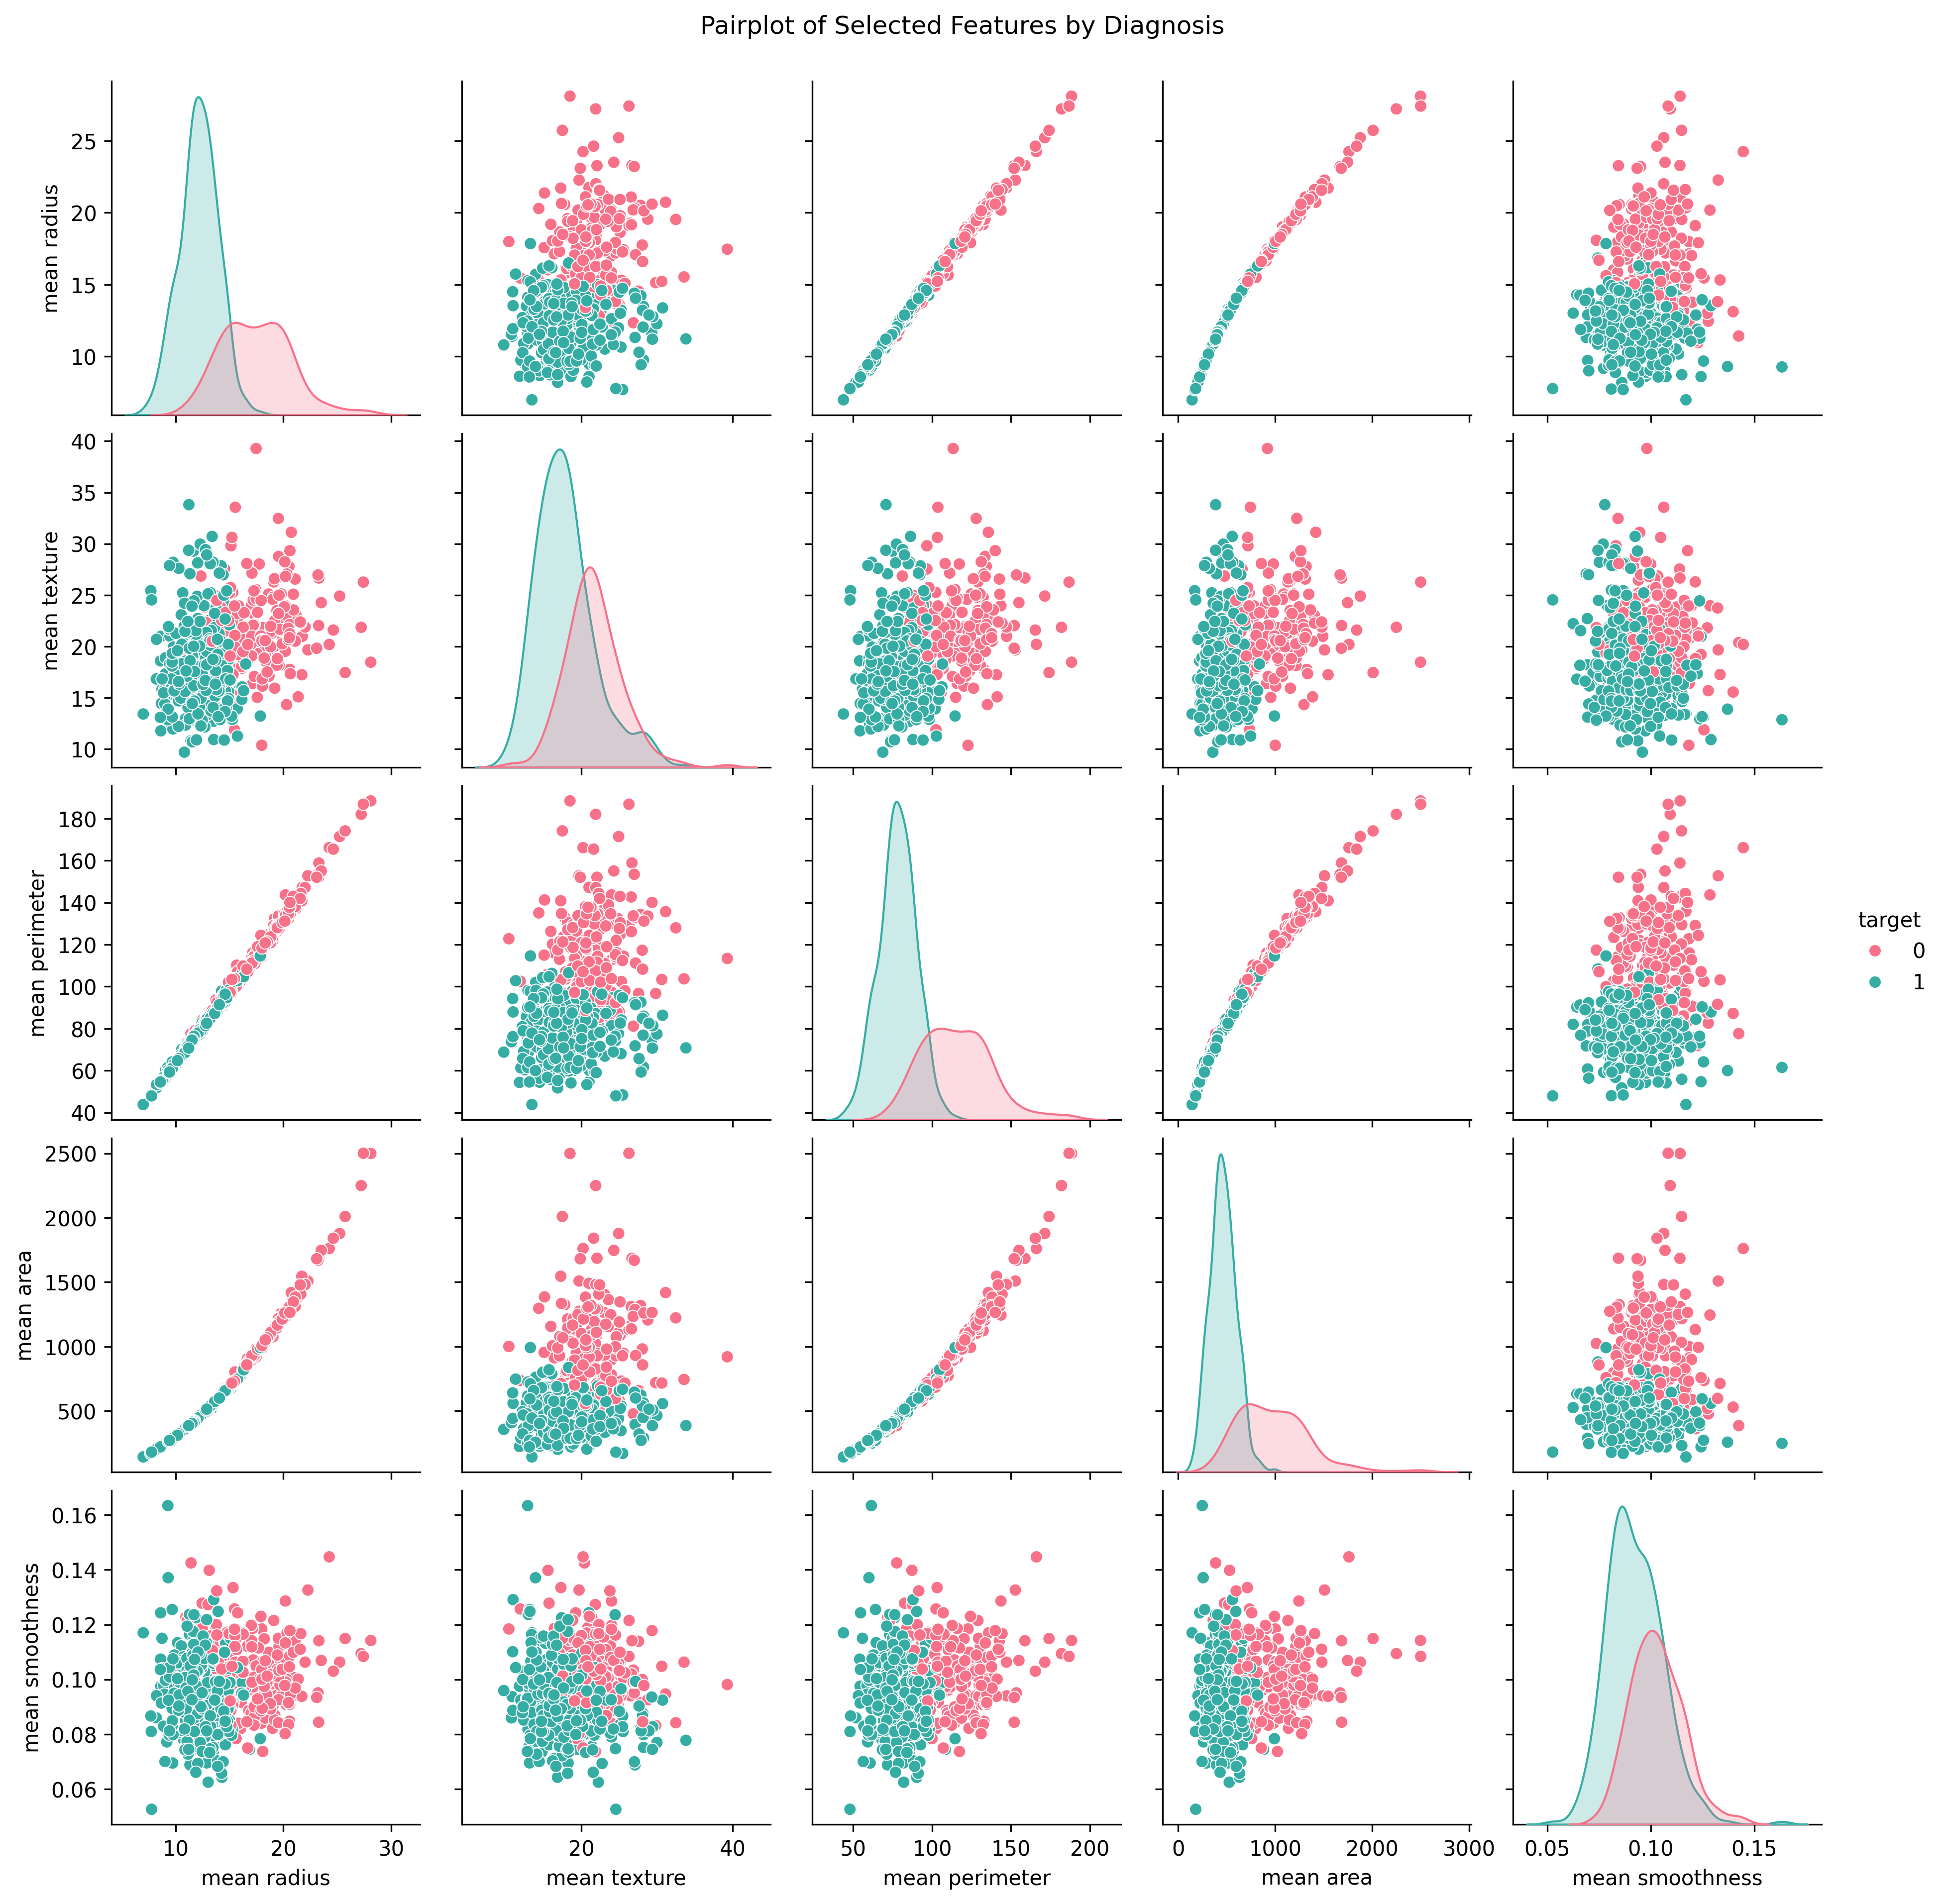 Pairplot of Selected Features by Diagnosis
mean radius
25
20
15
10
mean texture
40
35
30
25
20
15
10
mean perimeter
180
160
140
120
100
80
60
40
target
0
1
mean area
2500
2000
1500
1000
500
mean smoothness
0.16
0.14
0.12
0.10
0.08
0.06
10 20 30
20 40
50 100 150 200
0 1000 2000 3000
0.05 0.10 0.15
mean radius
mean texture
mean perimeter
mean area
mean smoothness